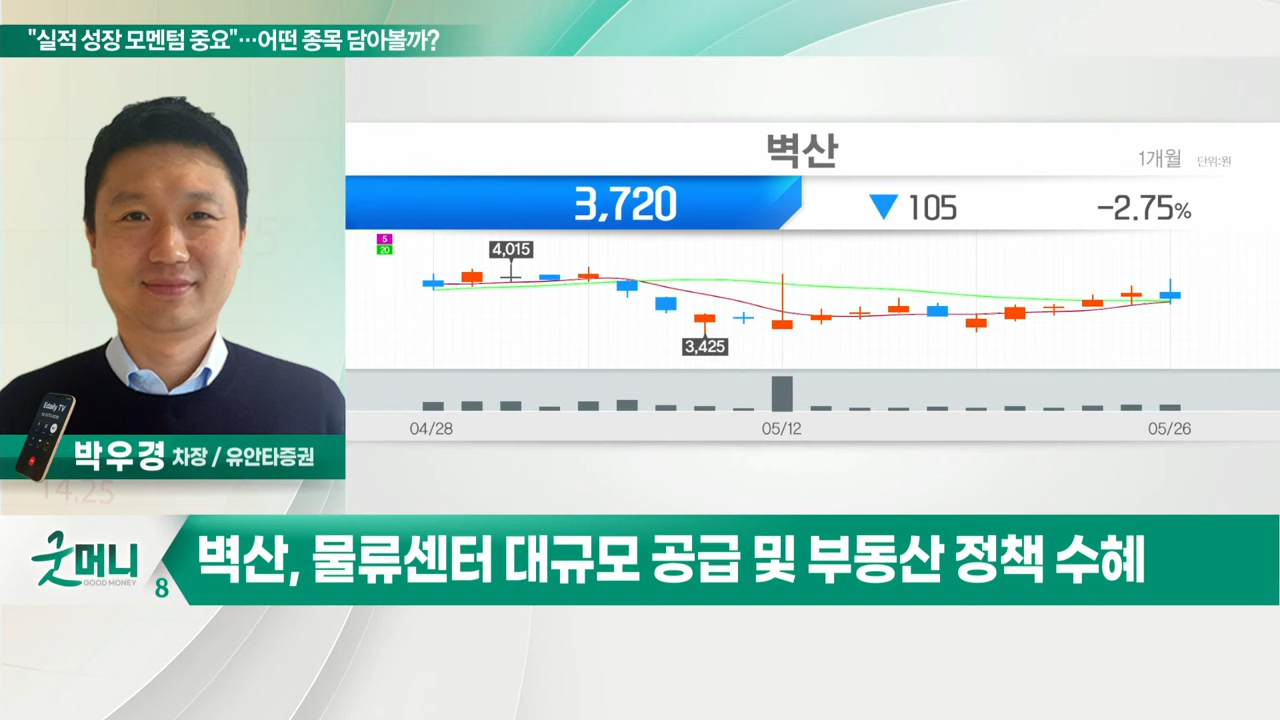 "실적 성장 모멘텀 중요"…어떤 종목 담아볼까?
벽산
1개월 단위:원
3,720 ▼ 105 -2.75%
5
20
4,015
3,425
04/28 05/12 05/26
Edaily TV
박우경 차장 / 유안타증권
14.25
굿머니
GOOD MONEY
8
벽산, 물류센터 대규모 공급 및 부동산 정책 수혜